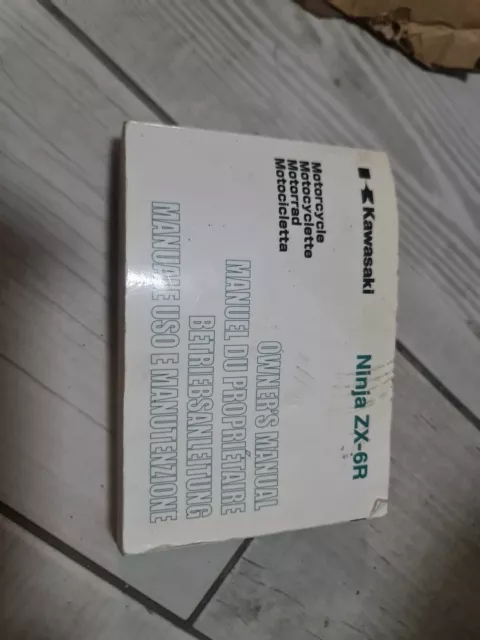 Kawasaki Ninja ZX-6R
Motorcycle
Motocyclette
Motorrad
Motocicletta
OWNER'S MANUAL
MANUEL DU PROPRIÉTAIRE
BETRIEBSANLEITUNG
MANUALE USO E MANUTENZIONE